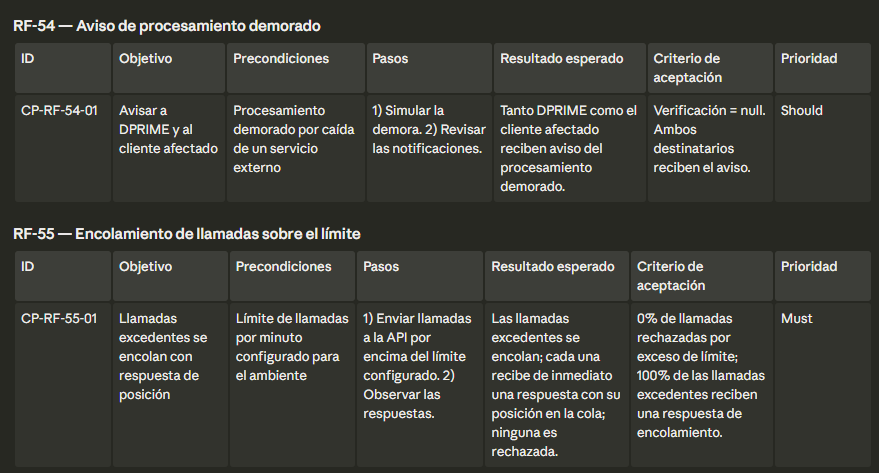 RF-54 — Aviso de procesamiento demorado
ID
Objetivo
Precondiciones
Pasos
Resultado esperado
Criterio de
aceptación
Prioridad
CP-RF-54-01
Avisar a
DPRIME y al
cliente afectado
Procesamiento
demorado por caída
de un servicio
externo
1) Simular la
demora. 2) Revisar
las notificaciones.
Tanto DPRIME como el
cliente afectado
reciben aviso del
procesamiento
demorado.
Verificación = null.
Ambos
destinatarios
reciben el aviso.
Should
RF-55 — Encolamiento de llamadas sobre el límite
ID
Objetivo
Precondiciones
Pasos
Resultado esperado
Criterio de
aceptación
Prioridad
CP-RF-55-01
Llamadas
excedentes se
encolan con
respuesta de
posición
Límite de llamadas
por minuto
configurado para
el ambiente
1) Enviar llamadas
a la API por
encima del límite
configurado. 2)
Observar las
respuestas.
Las llamadas
excedentes se
encolan; cada una
recibe de inmediato
una respuesta con su
posición en la cola;
ninguna es
rechazada.
0% de llamadas
rechazadas por
exceso de límite;
100% de las llamadas
excedentes reciben
una respuesta de
encolamiento.
Must